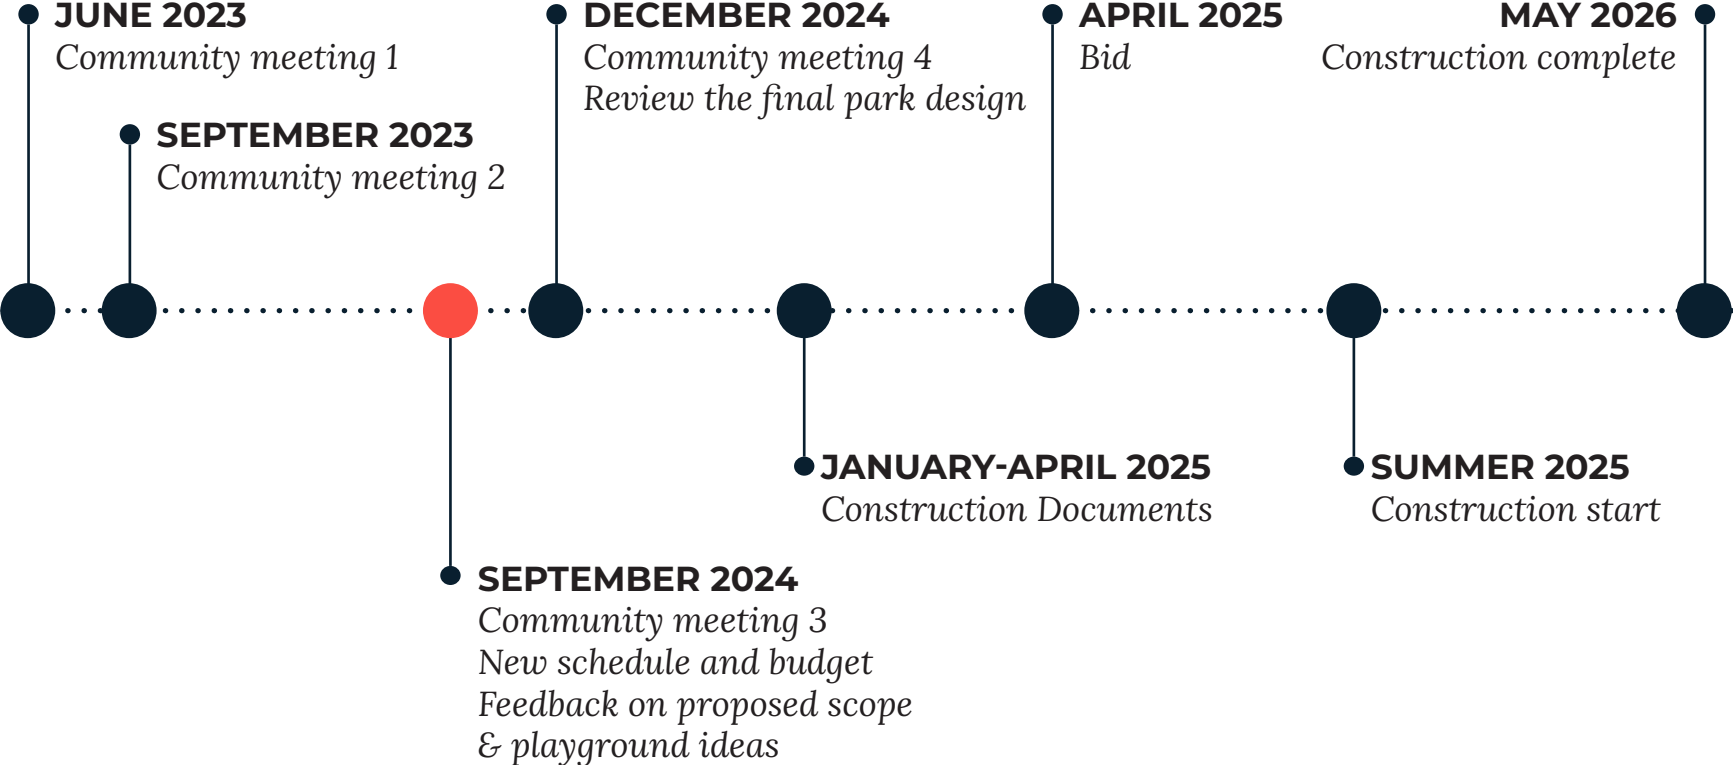 JUNE 2023
Community meeting 1
SEPTEMBER 2023
Community meeting 2
DECEMBER 2024
Community meeting 4
Review the final park design
APRIL 2025
Bid
MAY 2026
Construction complete
JANUARY-APRIL 2025
Construction Documents
SUMMER 2025
Construction start
SEPTEMBER 2024
Community meeting 3
New schedule and budget
Feedback on proposed scope
& playground ideas